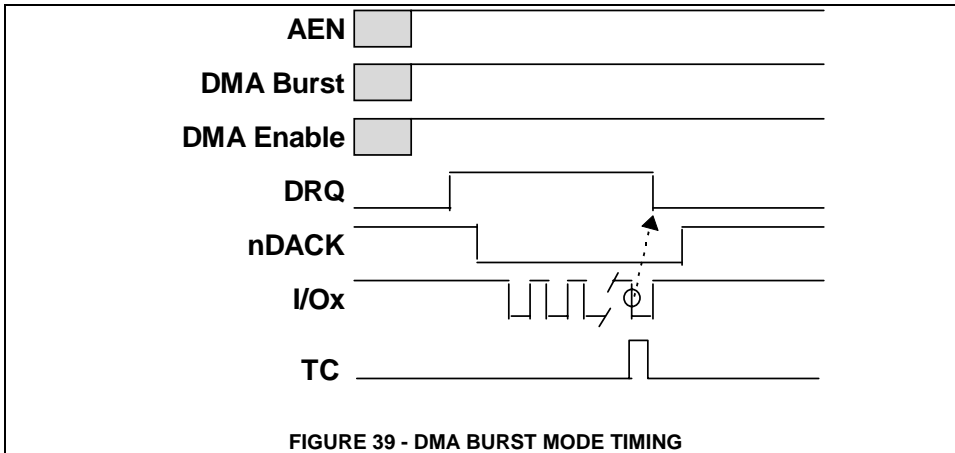 AEN
DMA Burst
DMA Enable
DRQ
nDACK
I/Ox
TC
FIGURE 39 - DMA BURST MODE TIMING